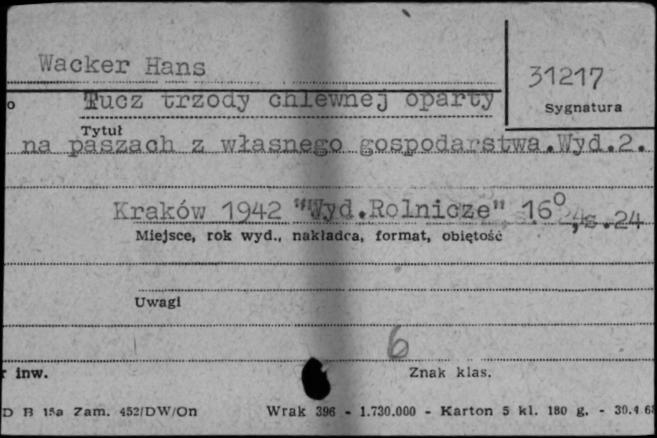 Wacker Hans
31217
Sygnatura
o Tucz trzody chlewnej oparty
Tytuł
na paszach z własnego gospodarstwa.Wyd.2.
Kraków 1942 "Wyd.Rolnicze" 16⁰,s.24
Miejsce, rok wyd., nakładca, format, objętość
Uwagi
6
r inw.
Znak klas.
D B 15a Zam. 452/DW/On Wrak 396 - 1.730.000 - Karton 5 kl. 180 g. - 30.4 6